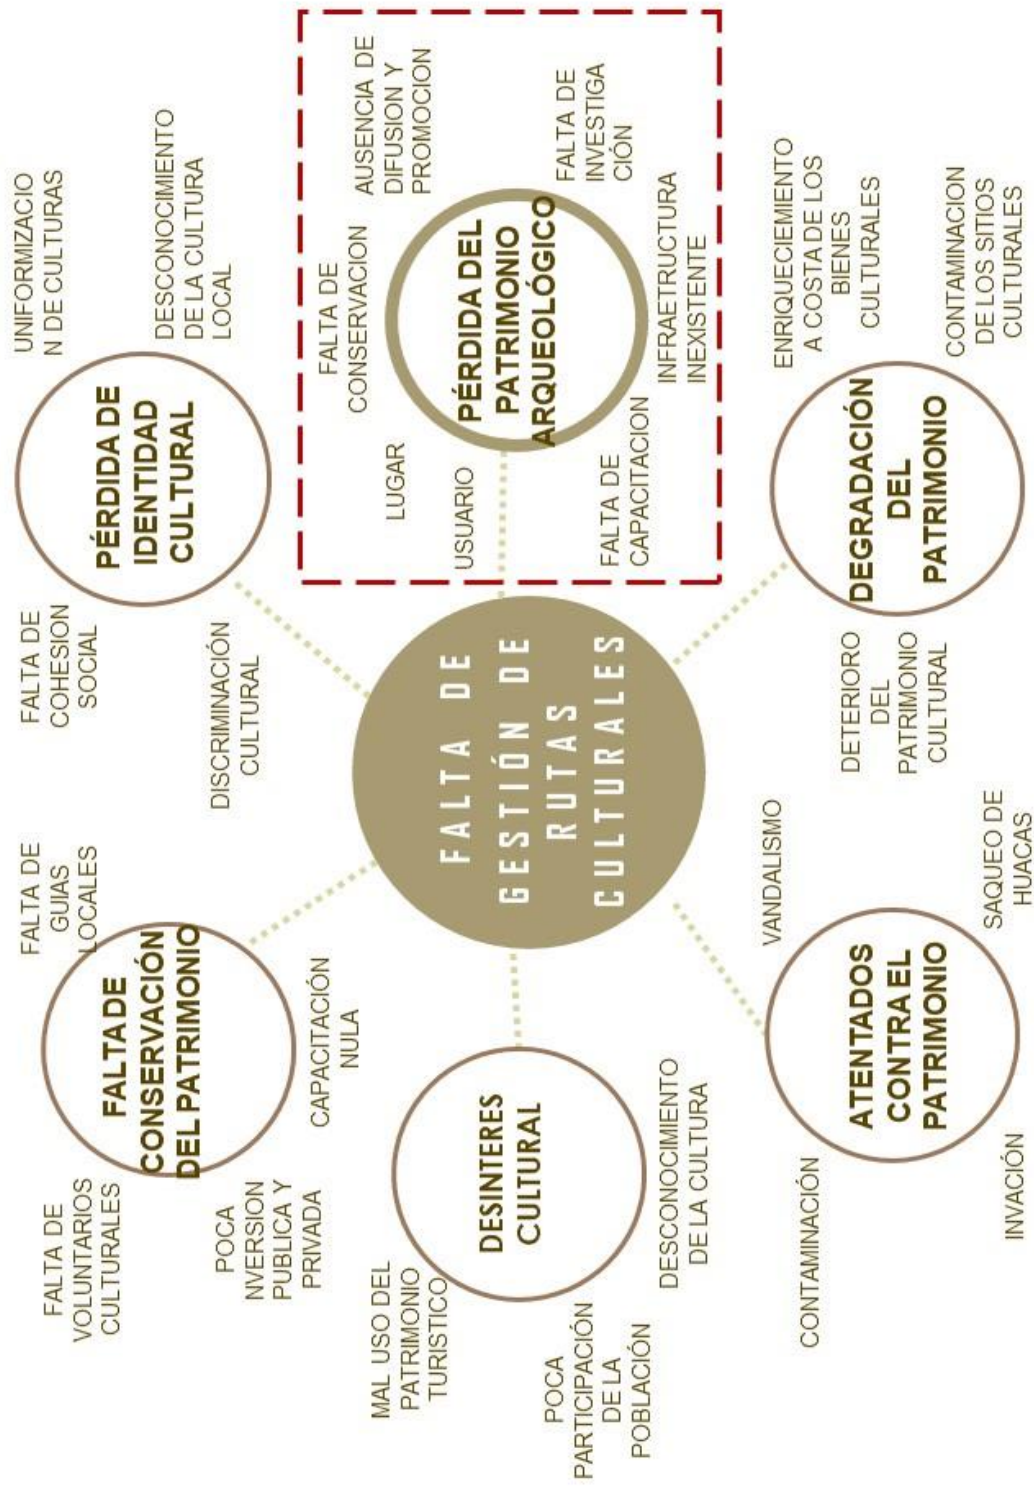 FALTA DE
VOLUNTARIOS
CULTURALES
POCA
NVERSION
PUBLICA Y
PRIVADA
FALTA DE
CONSERVACIÓN
DEL PATRIMONIO
FALTA DE
GUIAS
LOCALES
CAPACITACIÓN
NULA
FALTA DE
COHESION
SOCIAL
DISCRIMINACIÓN
CULTURAL
PÉRDIDA DE
IDENTIDAD
CULTURAL
UNIFORMIZACIO
N DE CULTURAS
DESCONOCIMIENTO
DE LA CULTURA
LOCAL
MAL USO DEL
PATRIMONIO
TURISTICO
POCA
PARTICIPACIÓN
DE LA
POBLACIÓN
DESINTERES
CULTURAL
DESCONOCIMIENTO
DE LA CULTURA
FALTA DE
GESTIÓN DE
RUTAS
CULTURALES
LUGAR
USUARIO
FALTA DE
CAPACITACION
FALTA DE
CONSERVACION
PÉRDIDA DEL
PATRIMONIO
ARQUEOLÓGICO
AUSENCIA DE
DIFUSION Y
PROMOCION
FALTA DE
INVESTIGA
CIÓN
INFRAETRUCTURA
INEXISTENTE
CONTAMINACIÓN
INVACIÓN
ATENTADOS
CONTRA EL
PATRIMONIO
VANDALISMO
SAQUEO DE
HUACAS
DETERIORO
DEL
PATRIMONIO
CULTURAL
DEGRADACIÓN
DEL
PATRIMONIO
ENRIQUECIEMIENTO
A COSTA DE LOS
BIENES
CULTURALES
CONTAMINACION
DE LOS SITIOS
CULTURALES